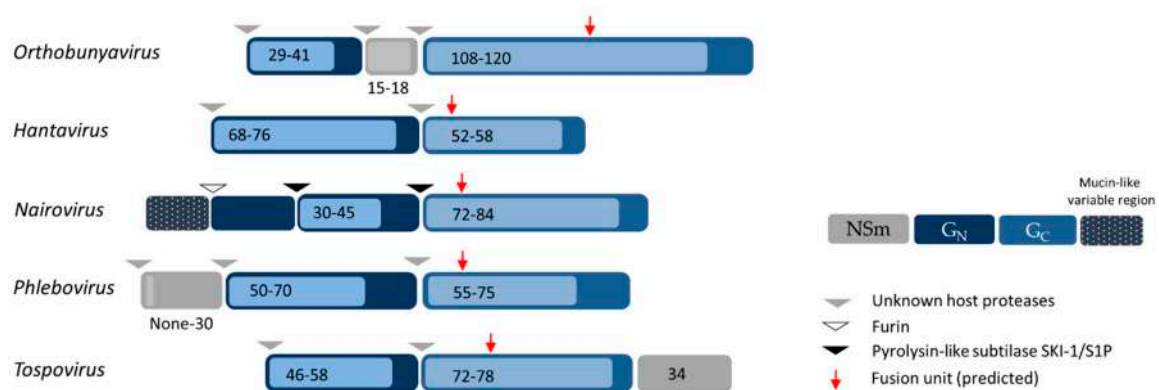 Orthobunyavirus
29-41
15-18
108-120
Hantavirus
68-76
52-58
Nairovirus
30-45
72-84
Phlebovirus
None-30
50-70
55-75
Tospovirus
46-58
72-78
34
Mucin-like
variable region
NSm
GN
GC
Unknown host proteases
Furin
Pyrolysin-like subtilase SKI-1/S1P
Fusion unit (predicted)